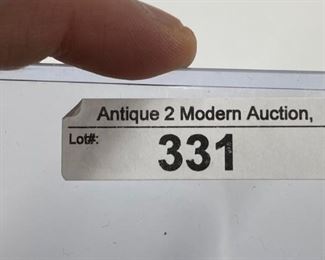 Antique 2 Modern Auction,
Lot#: 331